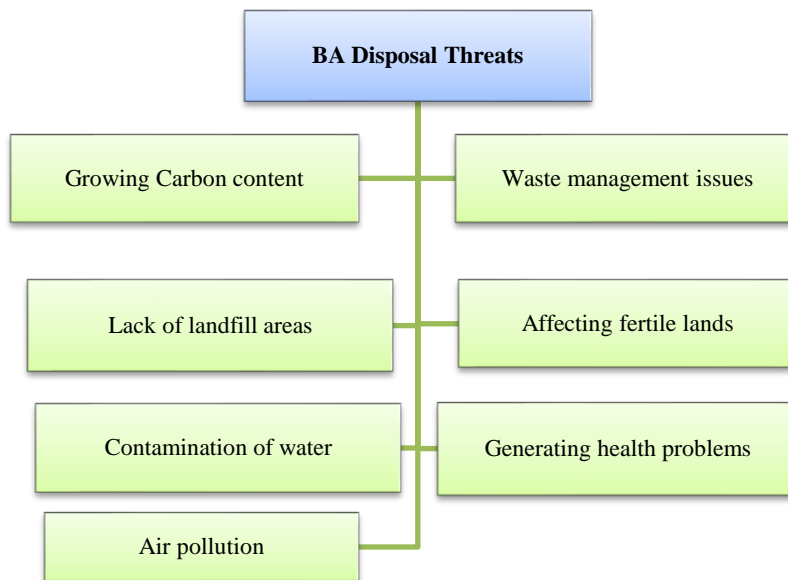 BA Disposal Threats
Growing Carbon content
Waste management issues
Lack of landfill areas
Affecting fertile lands
Contamination of water
Generating health problems
Air pollution